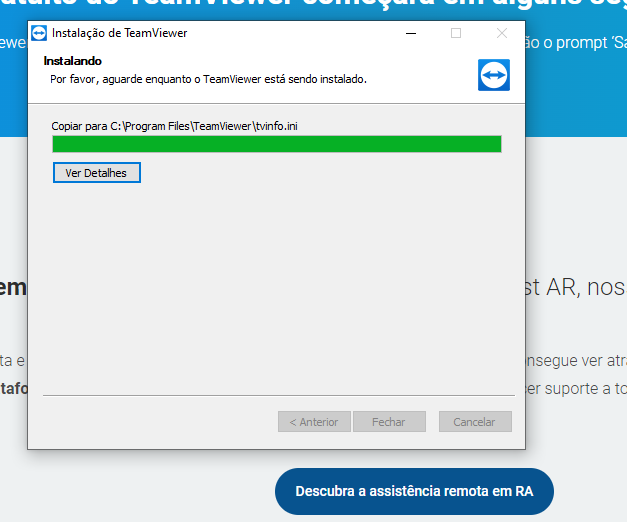 Instalação de TeamViewer
Instalando
Por favor, aguarde enquanto o TeamViewer está sendo instalado.
ão o prompt 'Sa
Copiar para C:\Program Files\TeamViewer\tvinfo.ini
Ver Detalhes
em
st AR, nos
ta e
nsegue ver atra
tafo
cer suporte a to
< Anterior
Fechar
Cancelar
Descubra a assistência remota em RA